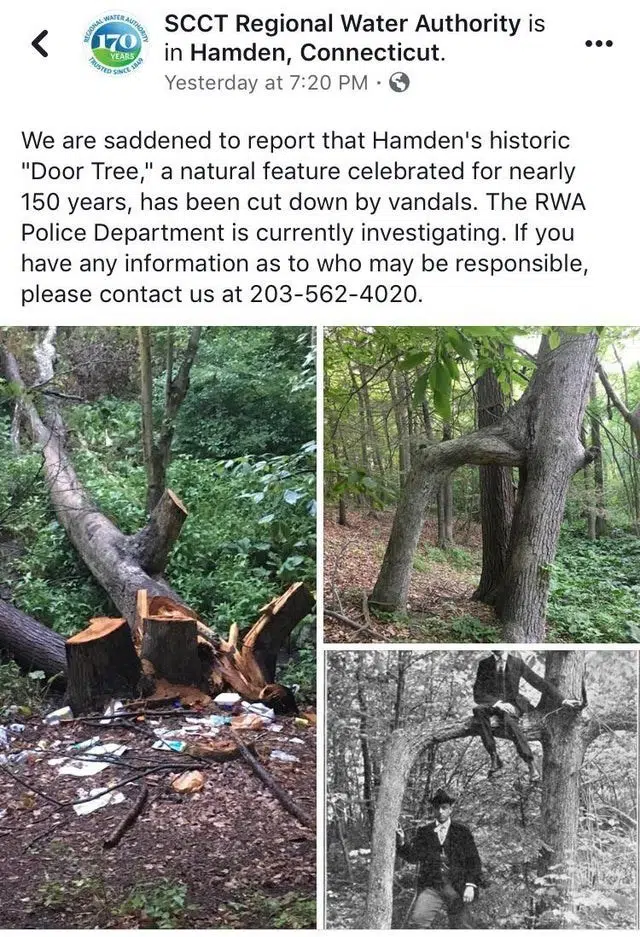 SCCT Regional Water Authority is
in Hamden, Connecticut.
Yesterday at 7:20 PM ·
REGIONAL WATER AUTHORITY
170
YEARS
TRUSTED SINCE 1849
We are saddened to report that Hamden's historic
"Door Tree," a natural feature celebrated for nearly
150 years, has been cut down by vandals. The RWA
Police Department is currently investigating. If you
have any information as to who may be responsible,
please contact us at 203-562-4020.